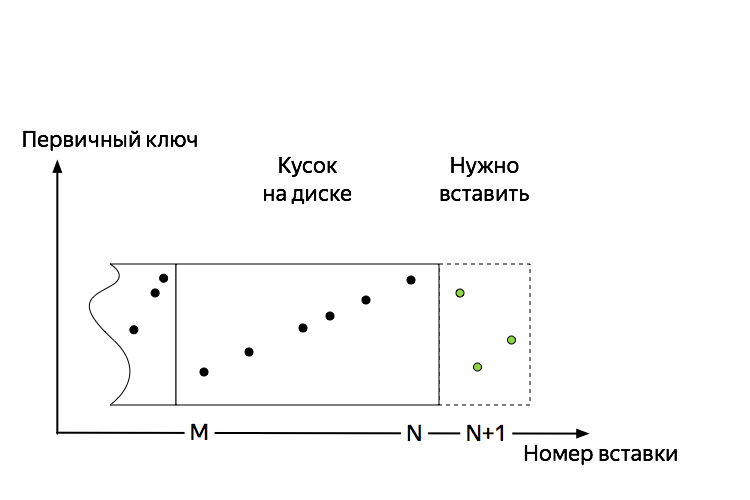 Первичный ключ
Кусок
на диске
Нужно
вставить
M
N
N+1
Номер вставки